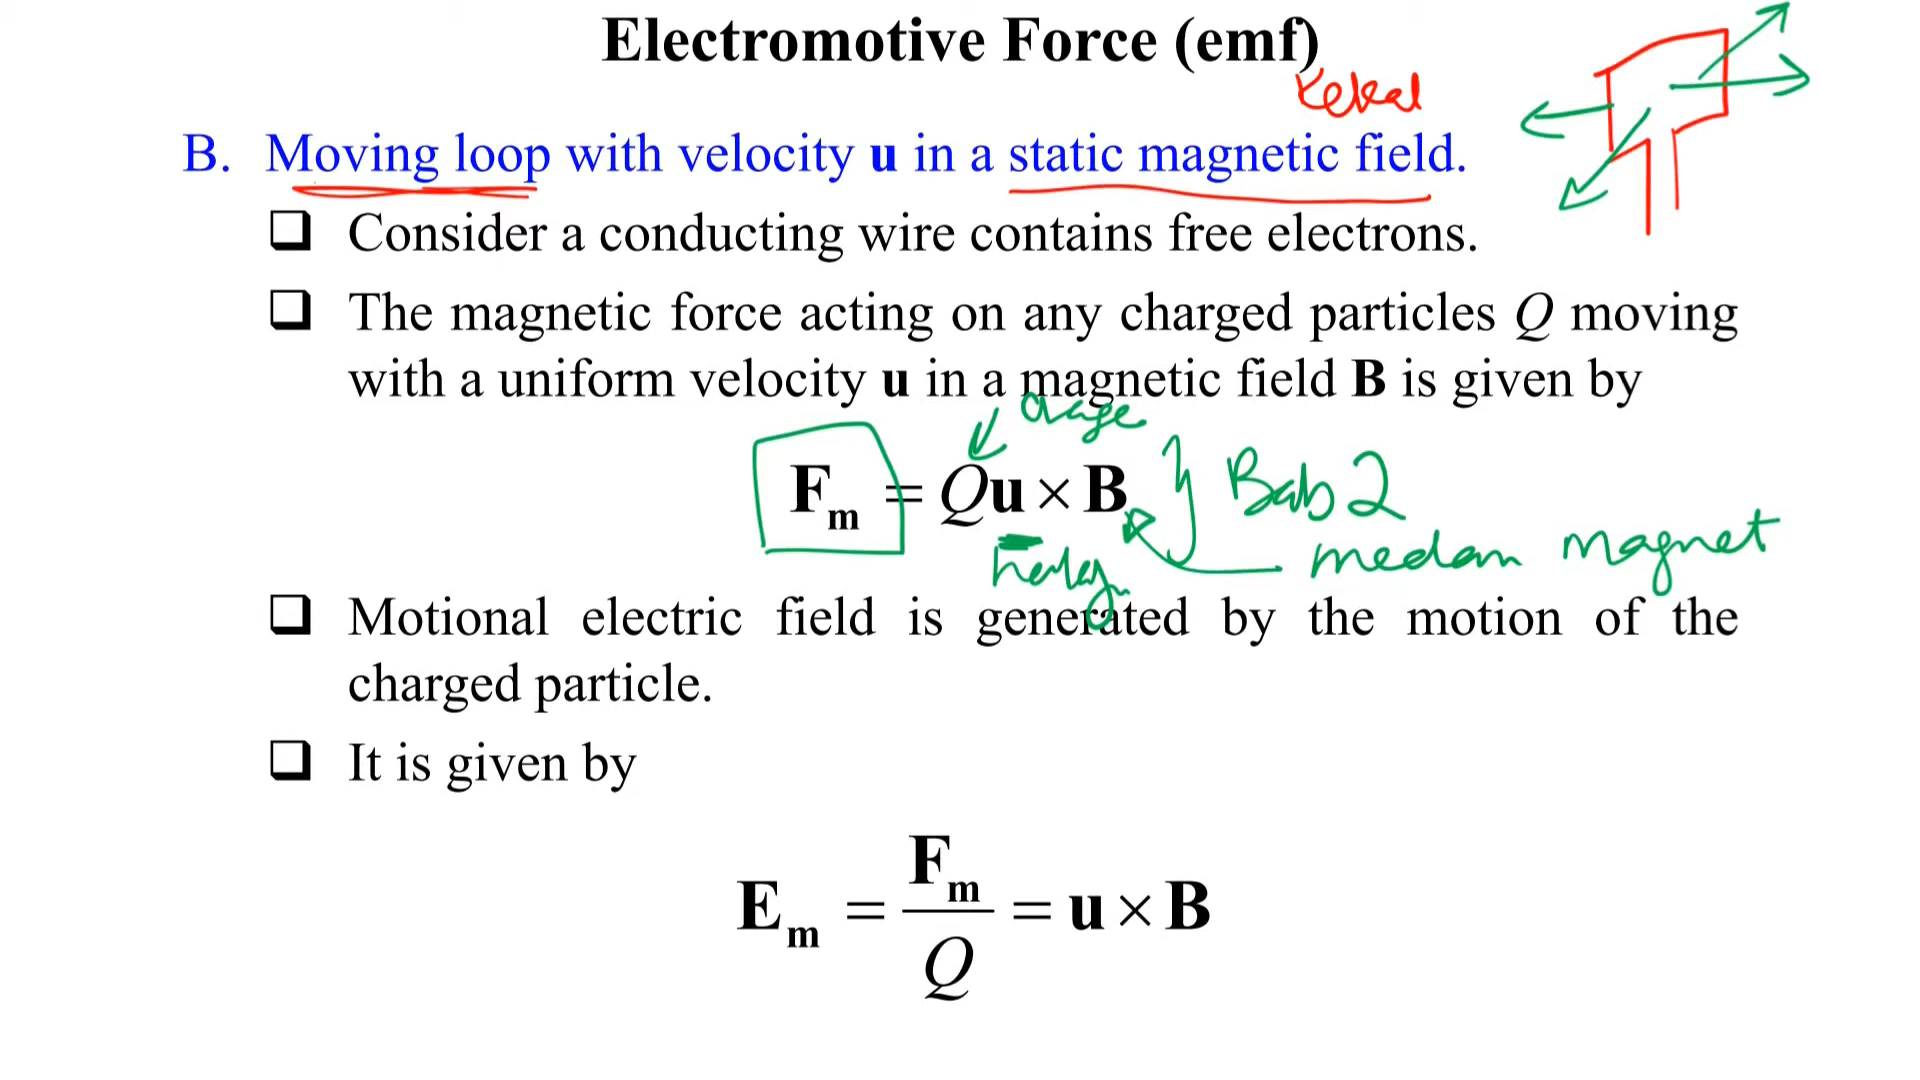 Electromotive Force (emf)
kekal
B. Moving loop with velocity u in a static magnetic field.
❑ Consider a conducting wire contains free electrons.
❑ The magnetic force acting on any charged particles Q moving
with a uniform velocity u in a magnetic field B is given by
Fₘ = Qu × B } Bab 2
medan magnet
❑ Motional electric field is generated by the motion of the
charged particle.
❑ It is given by
Eₘ = Fₘ / Q = u × B